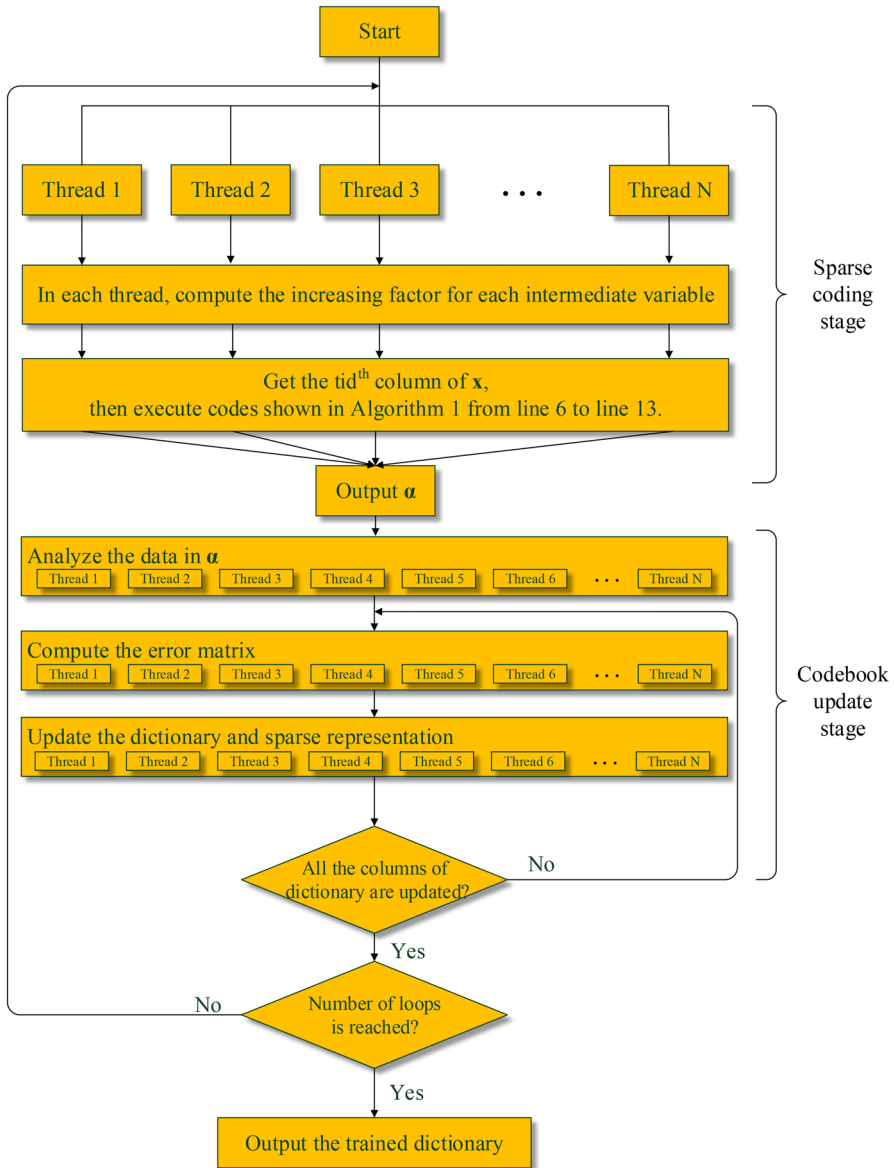 Start
Thread 1
Thread 2
Thread 3
. . .
Thread N
In each thread, compute the increasing factor for each intermediate variable
Get the tidth column of x,
then execute codes shown in Algorithm 1 from line 6 to line 13.
Output α
Sparse
coding
stage
Analyze the data in α
Thread 1
Thread 2
Thread 3
Thread 4
Thread 5
Thread 6
. . .
Thread N
Compute the error matrix
Thread 1
Thread 2
Thread 3
Thread 4
Thread 5
Thread 6
. . .
Thread N
Update the dictionary and sparse representation
Thread 1
Thread 2
Thread 3
Thread 4
Thread 5
Thread 6
. . .
Thread N
Codebook
update
stage
All the columns of
dictionary are updated?
No
Yes
Number of loops
is reached?
No
Yes
Output the trained dictionary